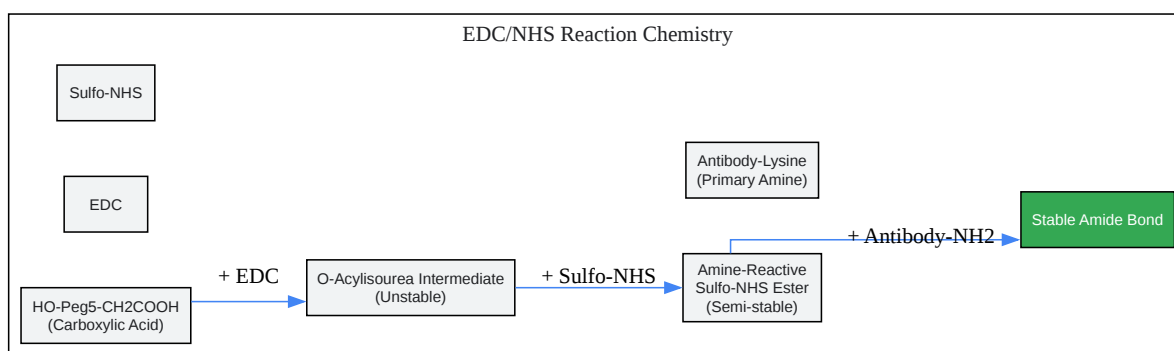 EDC/NHS Reaction Chemistry
Sulfo-NHS
EDC
HO-Peg5-CH2COOH
(Carboxylic Acid)
+ EDC
O-Acylisourea Intermediate
(Unstable)
+ Sulfo-NHS
Amine-Reactive
Sulfo-NHS Ester
(Semi-stable)
Antibody-Lysine
(Primary Amine)
+ Antibody-NH2
Stable Amide Bond